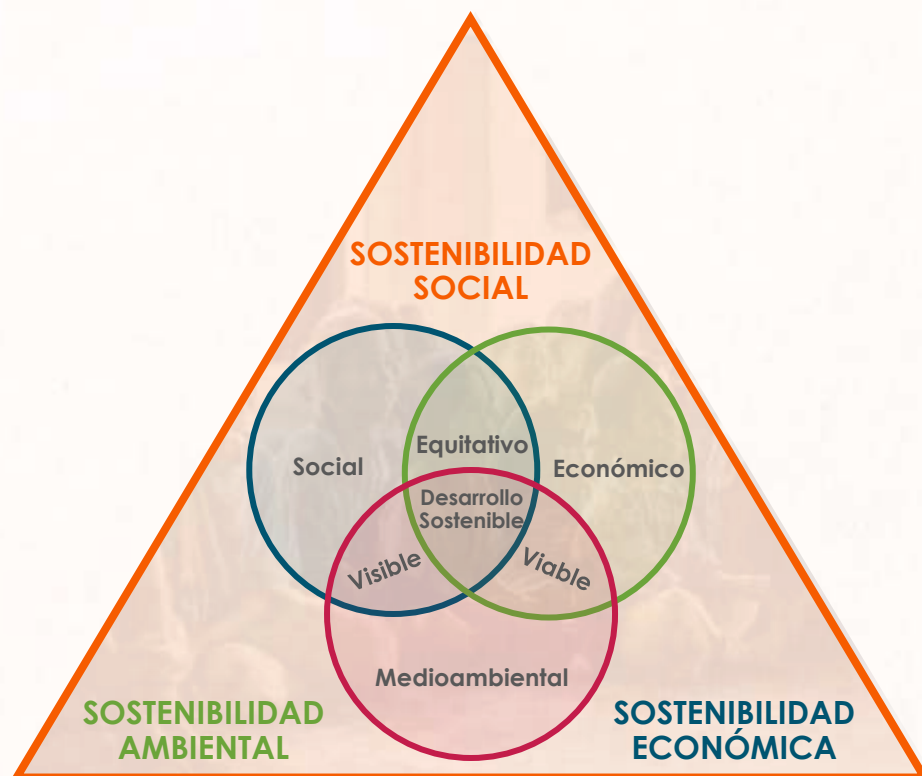 SOSTENIBILIDAD
SOCIAL
Social
Equitativo
Económico
Desarrollo
Sostenible
Visible
Viable
Medioambiental
SOSTENIBILIDAD
AMBIENTAL
SOSTENIBILIDAD
ECONÓMICA